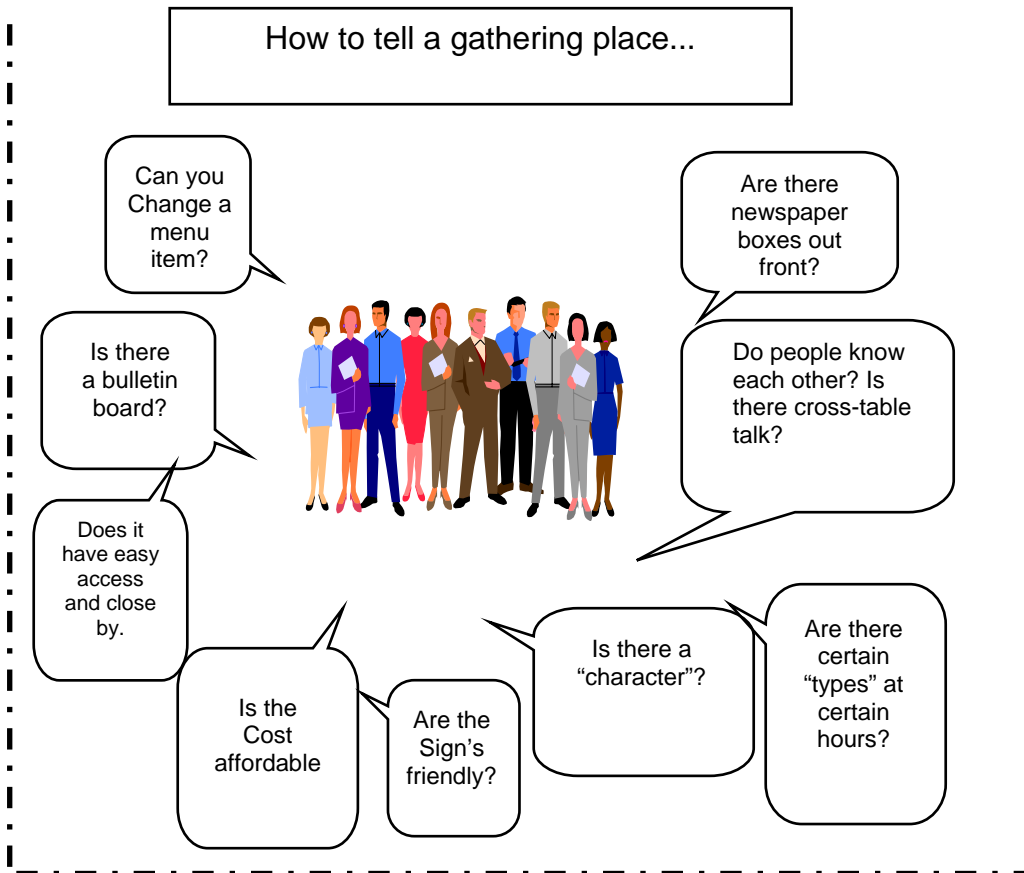 How to tell a gathering place...
Can you
Change a
menu
item?
Are there
newspaper
boxes out
front?
Is there
a bulletin
board?
Do people know
each other? Is
there cross-table
talk?
Does it
have easy
access
and close
by.
Is the
Cost
affordable
Are the
Sign’s
friendly?
Is there a
“character”?
Are there
certain
“types” at
certain
hours?